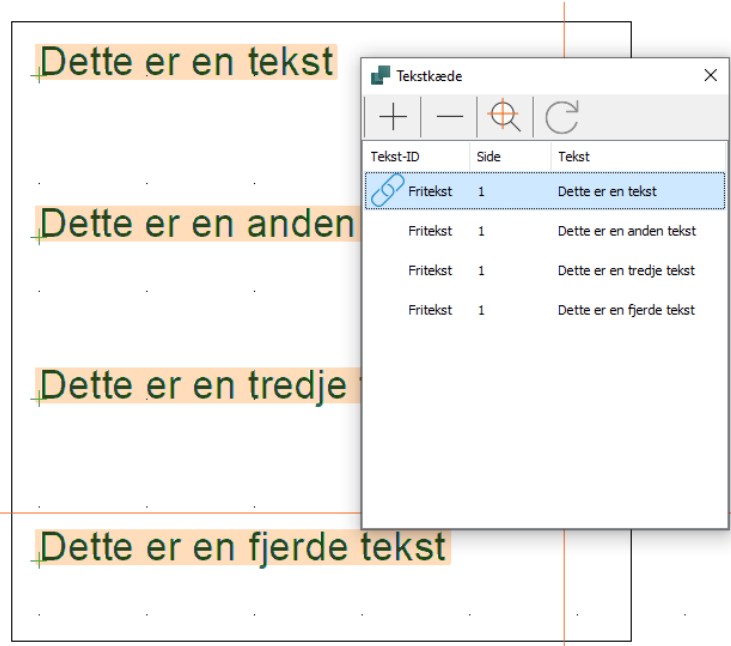 Dette er en tekst
Dette er en anden
Dette er en tredje
Dette er en fjerde tekst
Tekstkæde
Tekst-ID Side Tekst
Fritekst 1 Dette er en tekst
Fritekst 1 Dette er en anden tekst
Fritekst 1 Dette er en tredje tekst
Fritekst 1 Dette er en fjerde tekst